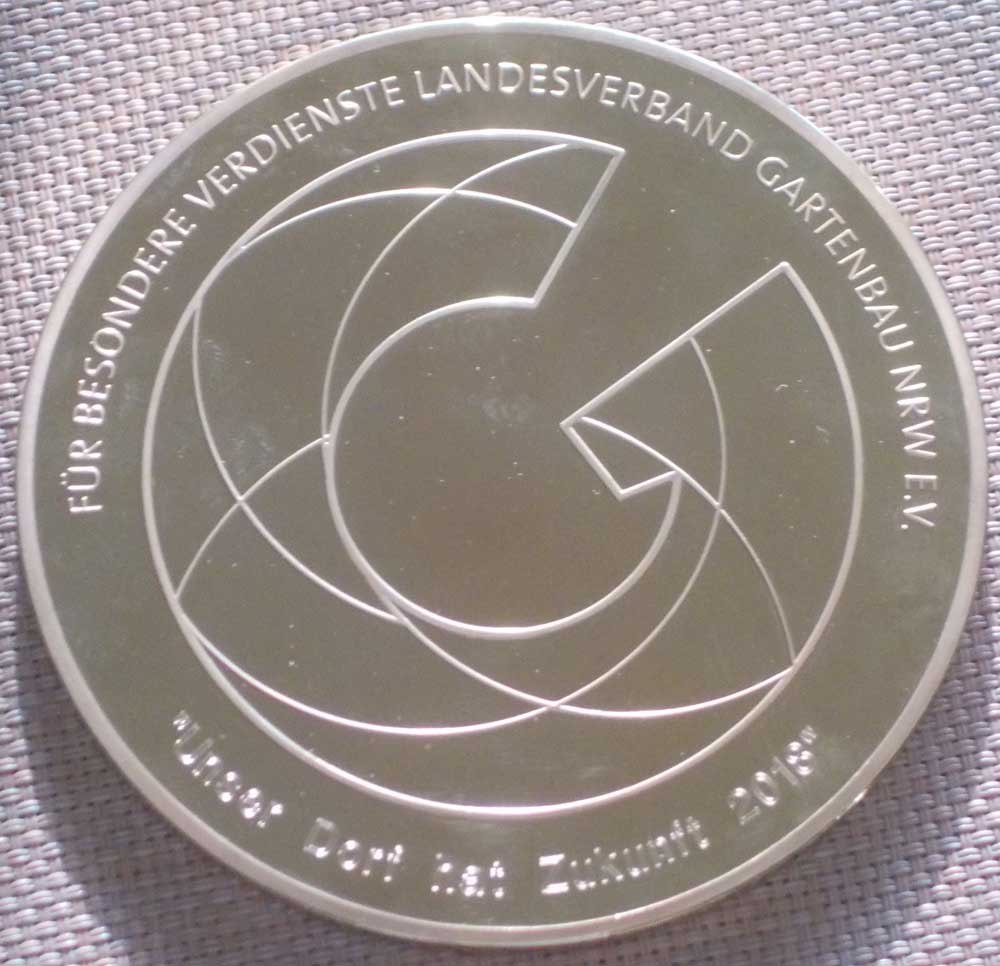 FÜR BESONDERE VERDIENSTE LANDESVERBAND GARTENBAU NRW E.V.
"Unser Dorf hat Zukunft 2018"